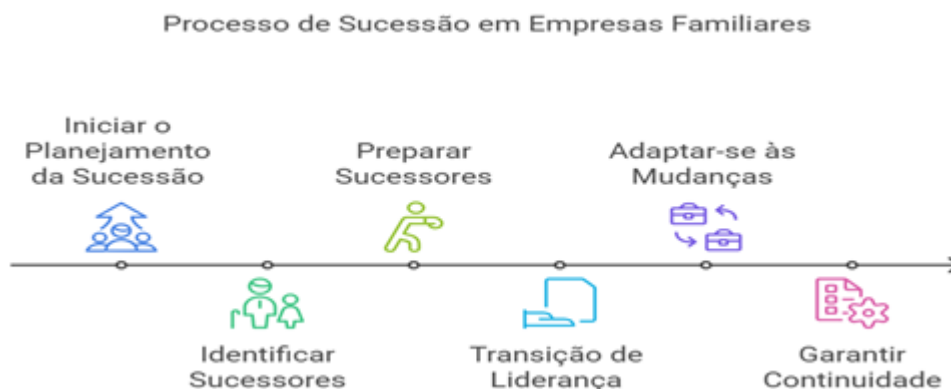 Processo de Sucessão em Empresas Familiares
Iniciar o
Planejamento
da Sucessão
Identificar
Sucessores
Preparar
Sucessores
Transição de
Liderança
Adaptar-se às
Mudanças
Garantir
Continuidade